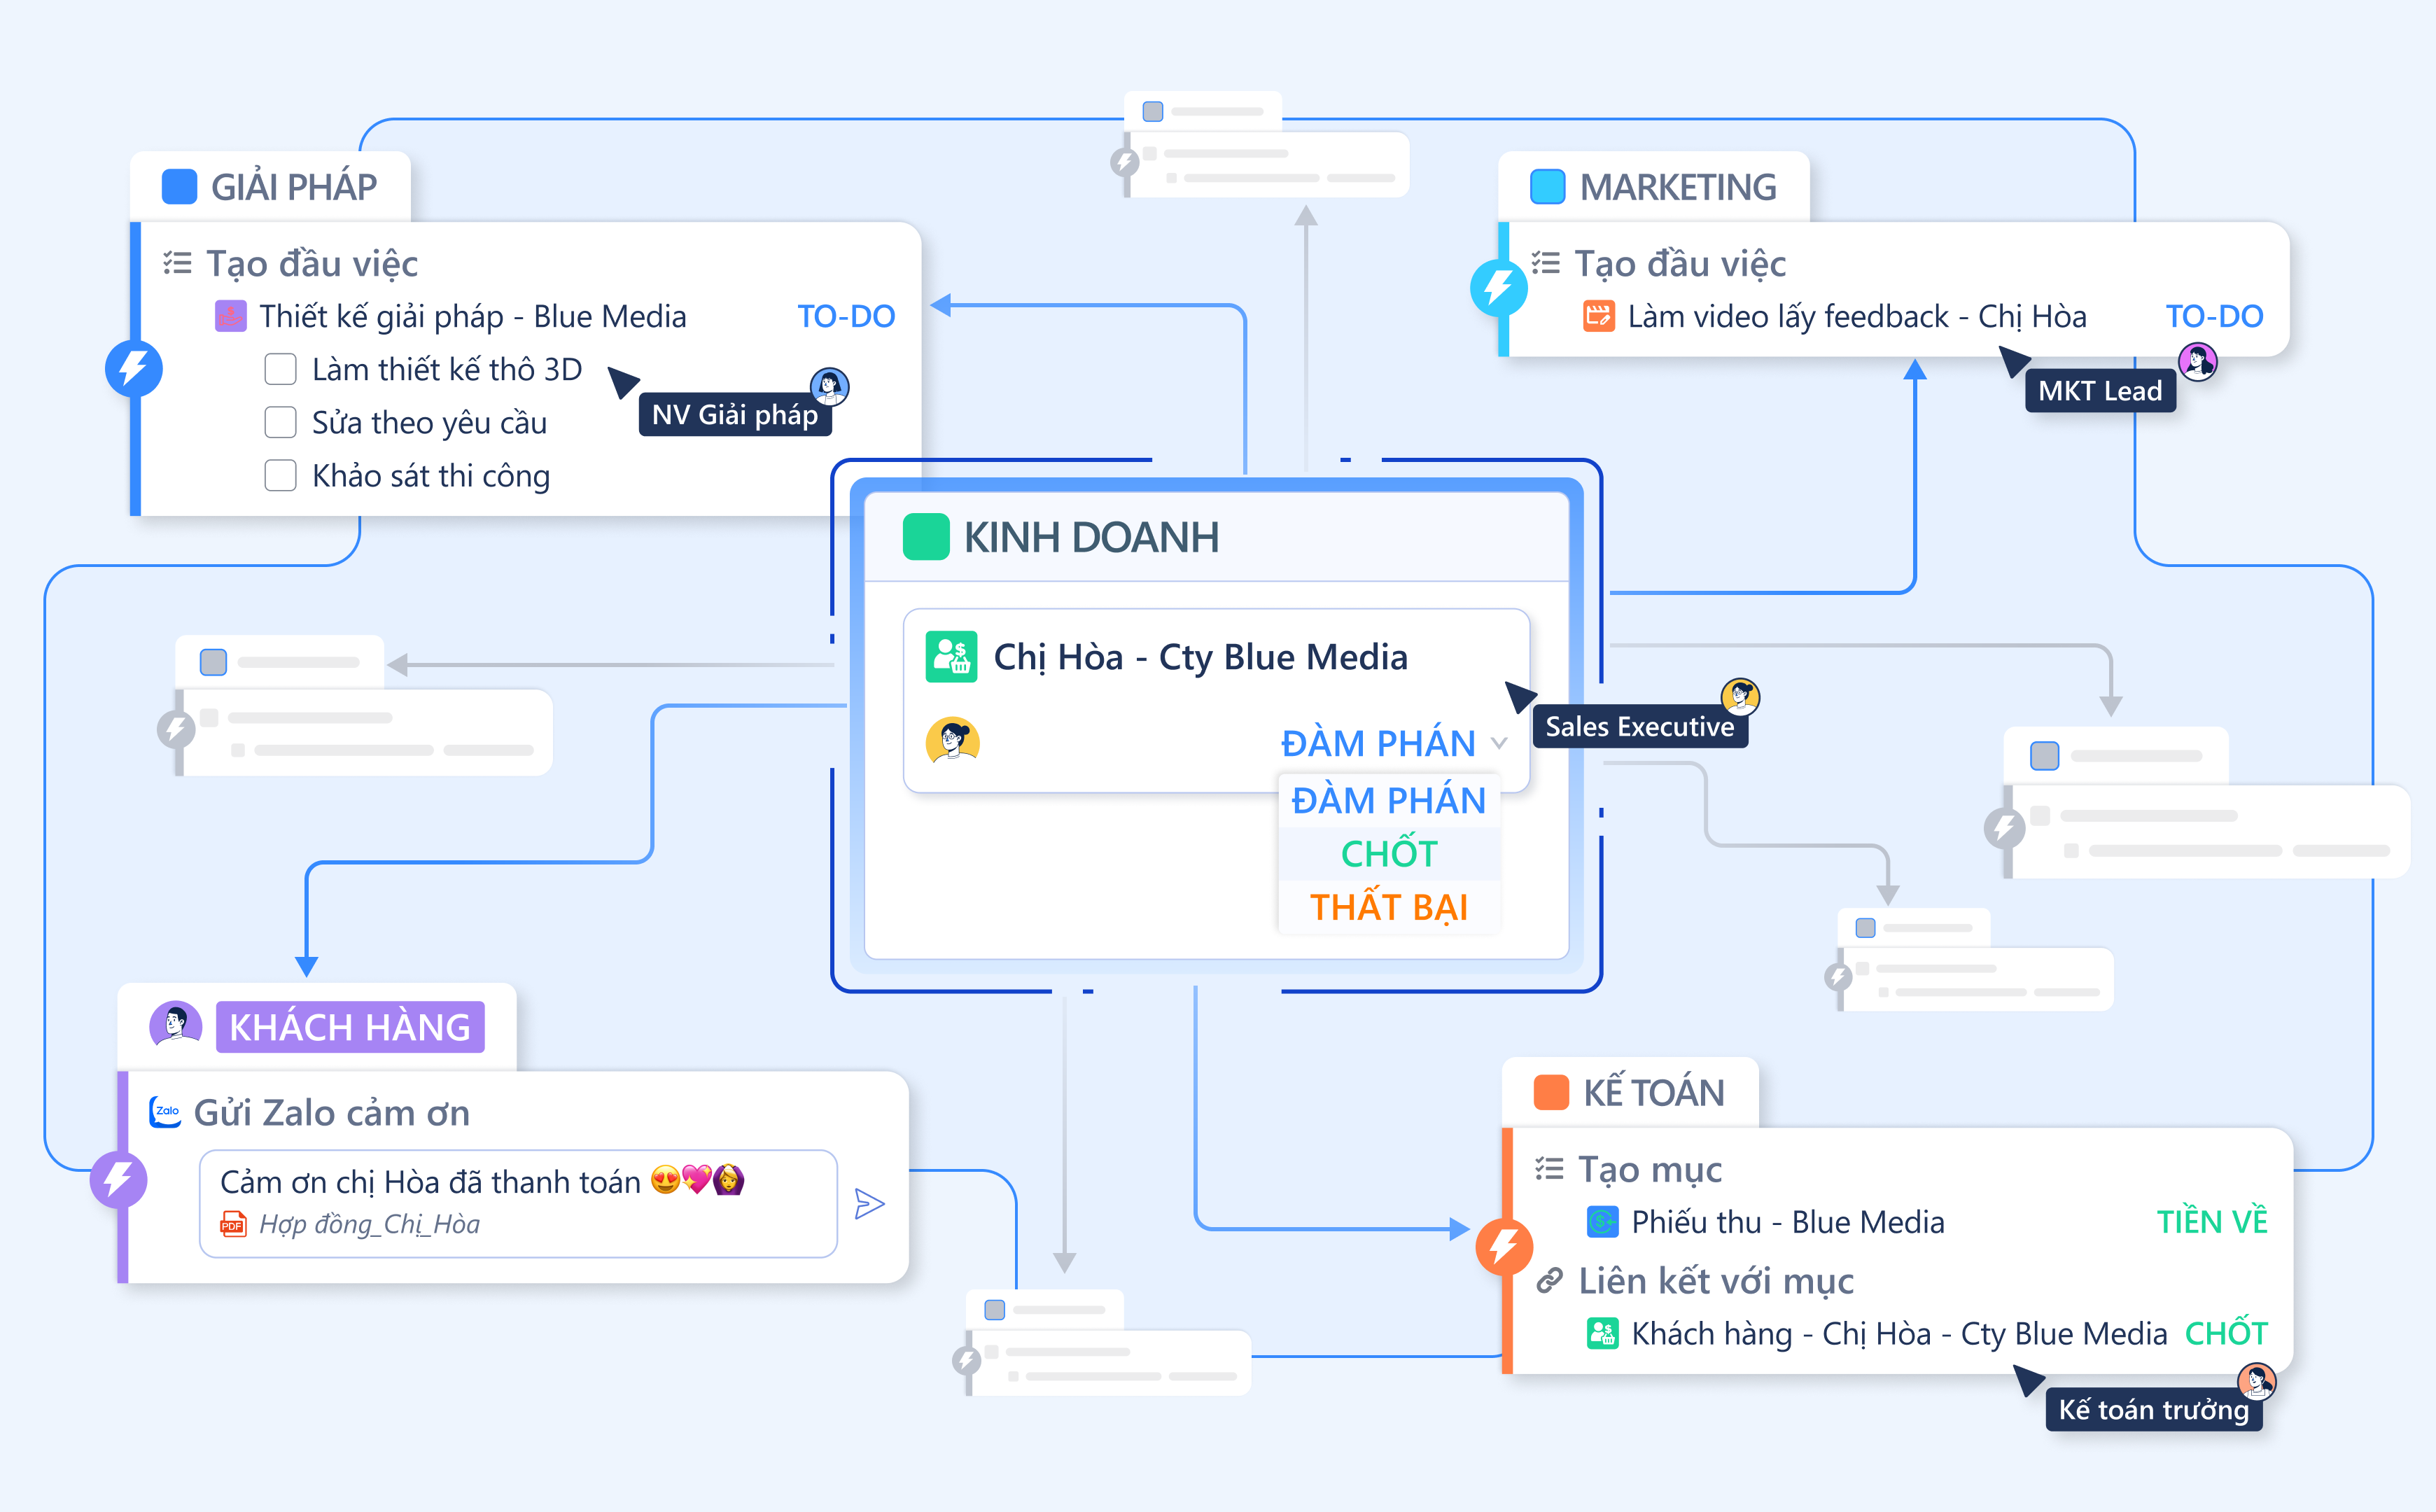 GIẢI PHÁP
Tạo đầu việc
Thiết kế giải pháp - Blue Media TO-DO
Làm thiết kế thô 3D
NV Giải pháp
Sửa theo yêu cầu
Khảo sát thi công
MARKETING
Tạo đầu việc
Làm video lấy feedback - Chị Hòa TO-DO
MKT Lead
KINH DOANH
Chị Hòa - Cty Blue Media
Sales Executive
ĐÀM PHÁN
ĐÀM PHÁN
CHỐT
THẤT BẠI
KHÁCH HÀNG
Zalo Gửi Zalo cảm ơn
Cảm ơn chị Hòa đã thanh toán 😍💖🙆‍♀️
PDF Hợp đồng_Chị_Hòa
KẾ TOÁN
Tạo mục
Phiếu thu - Blue Media TIỀN VỀ
Liên kết với mục
Khách hàng - Chị Hòa - Cty Blue Media CHỐT
Kế toán trưởng